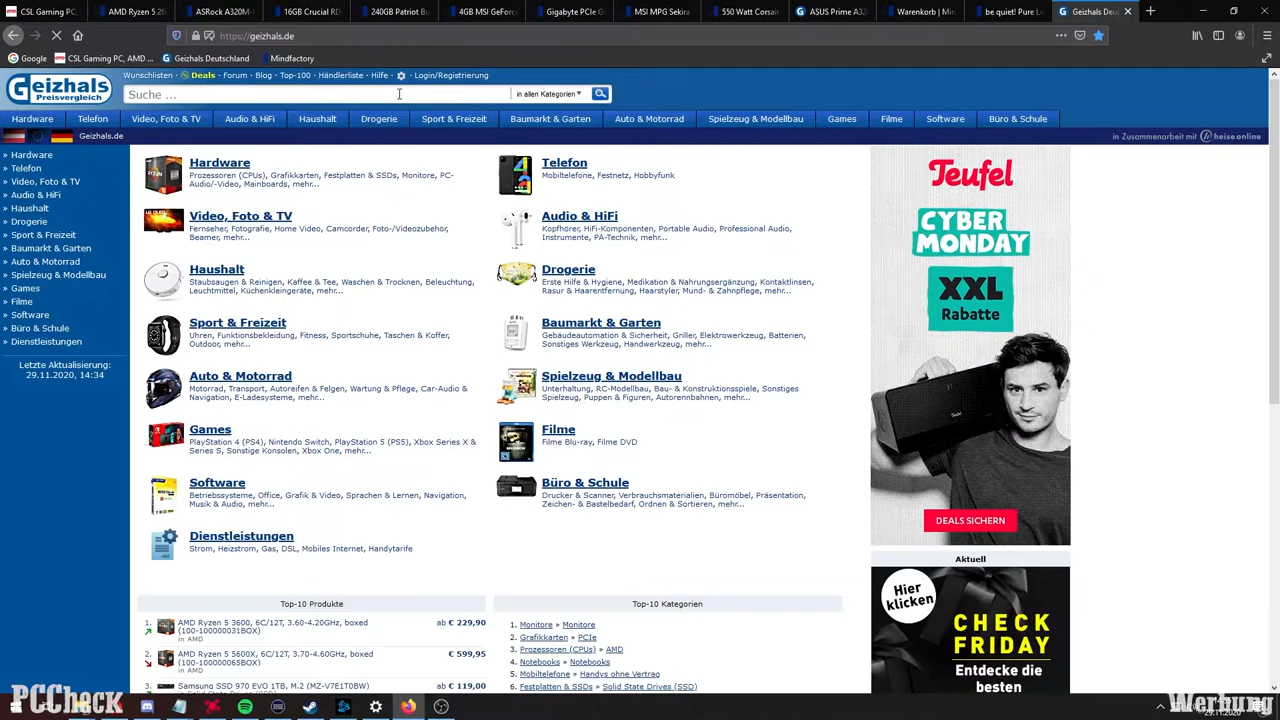 CSL Gaming PC,
AMD Ryzen 5 26
ASRock A320M-H
16GB Crucial RD
240GB Patriot Bu
4GB MSI GeForce
Gigabyte PCIe G
MSI MPG Sekira
550 Watt Corsair
ASUS Prime A32
Warenkorb | Min
be quiet! Pure Lo
Geizhals Deut
https://geizhals.de
Google
CSL Gaming PC, AMD ...
Geizhals Deutschland
Mindfactory
Geizhals
Preisvergleich
Wunschlisten · Deals · Forum · Blog · Top-100 · Händlerliste · Hilfe · Login/Registrierung
Suche ...
in allen Kategorien
Hardware
Telefon
Video, Foto & TV
Audio & HiFi
Haushalt
Drogerie
Sport & Freizeit
Baumarkt & Garten
Auto & Motorrad
Spielzeug & Modellbau
Games
Filme
Software
Büro & Schule
Geizhals.de
in Zusammenarbeit mit heise online
» Hardware
» Telefon
» Video, Foto & TV
» Audio & HiFi
» Haushalt
» Drogerie
» Sport & Freizeit
» Baumarkt & Garten
» Auto & Motorrad
» Spielzeug & Modellbau
» Games
» Filme
» Software
» Büro & Schule
» Dienstleistungen
Letzte Aktualisierung:
29.11.2020, 14:34
Hardware
Prozessoren (CPUs), Grafikkarten, Festplatten & SSDs, Monitore, PC-
Audio/-Video, Mainboards, mehr...
Telefon
Mobiltelefone, Festnetz, Hobbyfunk
Video, Foto & TV
Fernseher, Fotografie, Home Video, Camcorder, Foto-/Videozubehör,
Beamer, mehr...
Audio & HiFi
Kopfhörer, HiFi-Komponenten, Portable Audio, Professional Audio,
Instrumente, PA-Technik, mehr...
Haushalt
Staubsaugen & Reinigen, Kaffee & Tee, Waschen & Trocknen, Beleuchtung,
Leuchtmittel, Küchenkleingeräte, mehr...
Drogerie
Erste Hilfe & Hygiene, Medikation & Nahrungsergänzung, Kontaktlinsen,
Rasur & Haarentfernung, Haarstyler, Mund- & Zahnpflege, mehr...
Sport & Freizeit
Uhren, Funktionsbekleidung, Fitness, Sportschuhe, Taschen & Koffer,
Outdoor, mehr...
Baumarkt & Garten
Gebäudeautomation & Sicherheit, Griller, Elektrowerkzeug, Batterien,
Sonstiges Werkzeug, Handwerkzeug, mehr...
Auto & Motorrad
Motorrad, Transport, Autoreifen & Felgen, Wartung & Pflege, Car-Audio &
Navigation, E-Ladesysteme, mehr...
Spielzeug & Modellbau
Unterhaltung, RC-Modellbau, Bau- & Konstruktionsspiele, Sonstiges
Spielzeug, Puppen & Figuren, Autorennbahnen, mehr...
Games
PlayStation 4 (PS4), Nintendo Switch, PlayStation 5 (PS5), Xbox Series X &
Series S, Sonstige Konsolen, Xbox One, mehr...
Filme
Filme Blu-ray, Filme DVD
Software
Betriebssysteme, Office, Grafik & Video, Sprachen & Lernen, Navigation,
Musik & Audio, mehr...
Büro & Schule
Drucker & Scanner, Verbrauchsmaterialien, Büromöbel, Präsentation,
Zeichen- & Bastelbedarf, Ordnen & Sortieren, mehr...
Dienstleistungen
Strom, Heizstrom, Gas, DSL, Mobiles Internet, Handytarife
Teufel
CYBER
MONDAY
XXL
Rabatte
Teufel
DEALS SICHERN
Aktuell
Hier
klicken
CHECK
FRIDAY
Entdecke die
besten
Top-10 Produkte
1. AMD Ryzen 5 3600, 6C/12T, 3.60-4.20GHz, boxed ab € 229,90
(100-100000031BOX)
in AMD
2. AMD Ryzen 5 5600X, 6C/12T, 3.70-4.60GHz, boxed € 599,95
(100-100000065BOX)
in AMD
3. Samsung SSD 970 EVO 1TB, M.2 (MZ-V7E1T0BW) ab € 119,00
Top-10 Kategorien
1. Monitore » Monitore
2. Grafikkarten » PCIe
3. Prozessoren (CPUs) » AMD
4. Notebooks » Notebooks
5. Mobiltelefone » Handys ohne Vertrag
6. Festplatten & SSDs » Solid State Drives (SSD)
PCCheck
Werbung
29.11.2020